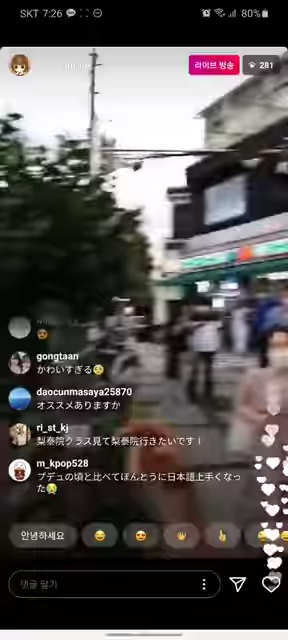 SKT 7:26
80%
라이브 방송
281
gongtaan
かわいすぎる🥺
daocunmasaya25870
オススメありますか
ri_st_kj
梨泰院クラス見て梨泰院行きたいです！
m_kpop528
プデュの頃と比べてほんとうに日本語上手くなっ
た😭
안녕하세요
댓글 달기